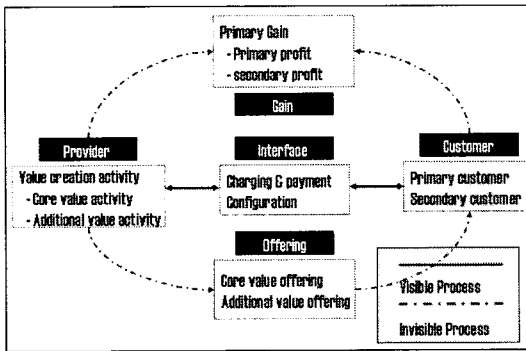 Primary Gain
- Primary profit
- secondary profit
Gain
Provider
Interface
Customer
Value creation activity
- Core value activity
- Additional value activity
Charging & payment
Configuration
Primary customer
Secondary customer
Offering
Core value offering
Additional value offering
Visible Process
Invisible Process